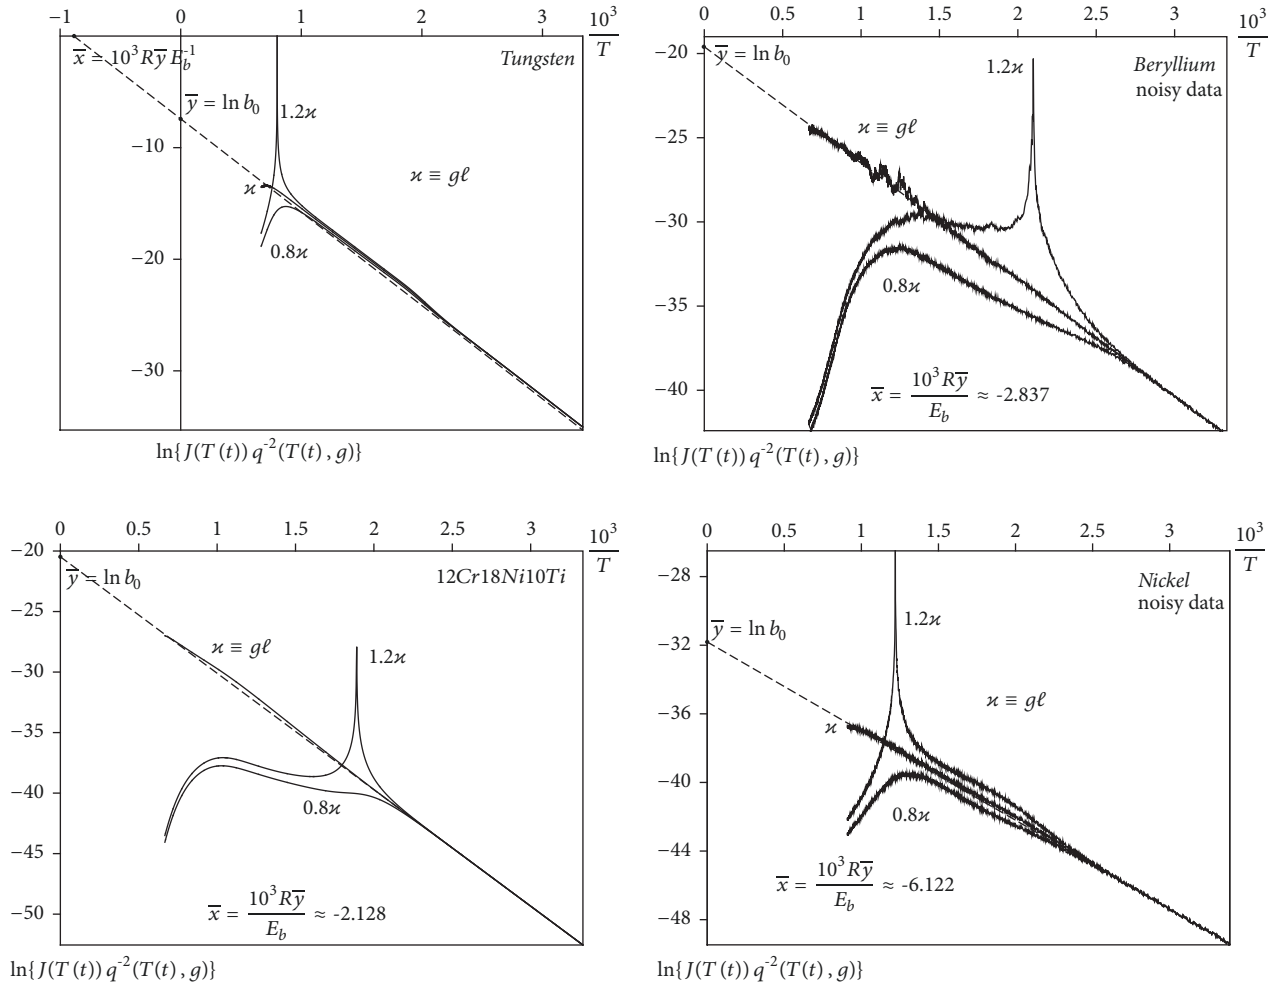 −1 0 1 2 3 10³/T
x̄ = 10³Rȳ E_b⁻¹
Tungsten
ȳ = ln b₀
1.2ϰ
−10
ϰ ≡ gℓ
ϰ
0.8ϰ
−20
−30
ln{J(T(t)) q⁻²(T(t), g)}
0 0.5 1 1.5 2 2.5 3 10³/T
−20
ȳ = ln b₀
1.2ϰ
Beryllium
noisy data
−25
ϰ ≡ gℓ
−30
0.8ϰ
−35
−40
x̄ = 10³Rȳ/E_b ≈ -2.837
ln{J(T(t)) q⁻²(T(t), g)}
0 0.5 1 1.5 2 2.5 3 10³/T
−20
ȳ = ln b₀
12Cr18Ni10Ti
−25
ϰ ≡ gℓ
1.2ϰ
−30
−35
−40
0.8ϰ
−45
−50
x̄ = 10³Rȳ/E_b ≈ -2.128
ln{J(T(t)) q⁻²(T(t), g)}
0 0.5 1 1.5 2 2.5 3 10³/T
−28
Nickel
noisy data
1.2ϰ
ȳ = ln b₀
−32
ϰ ≡ gℓ
−36
ϰ
−40
0.8ϰ
−44
x̄ = 10³Rȳ/E_b ≈ -6.122
−48
ln{J(T(t)) q⁻²(T(t), g)}